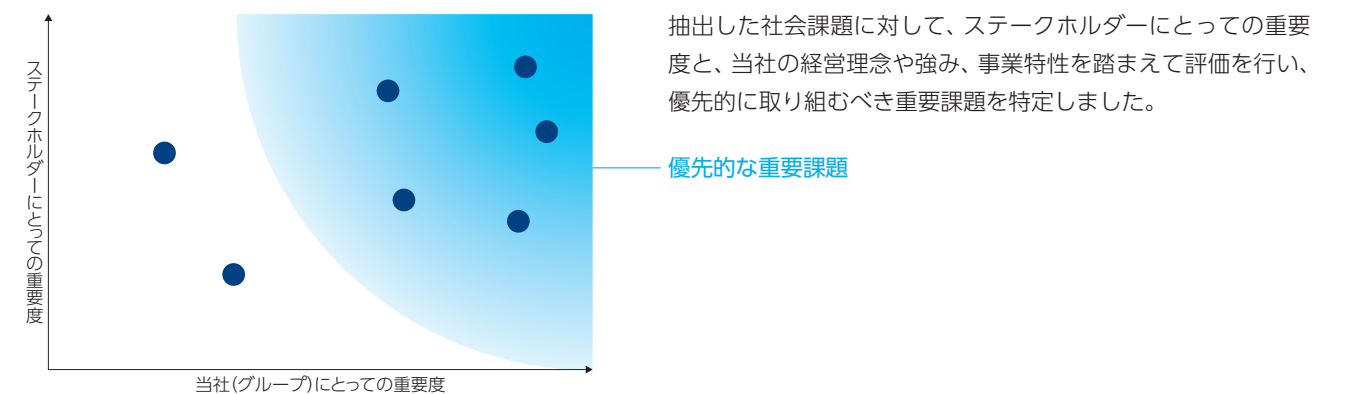 ステークホルダーにとっての重要度
当社(グループ)にとっての重要度
抽出した社会課題に対して、ステークホルダーにとっての重要
度と、当社の経営理念や強み、事業特性を踏まえて評価を行い、
優先的に取り組むべき重要課題を特定しました。
優先的な重要課題